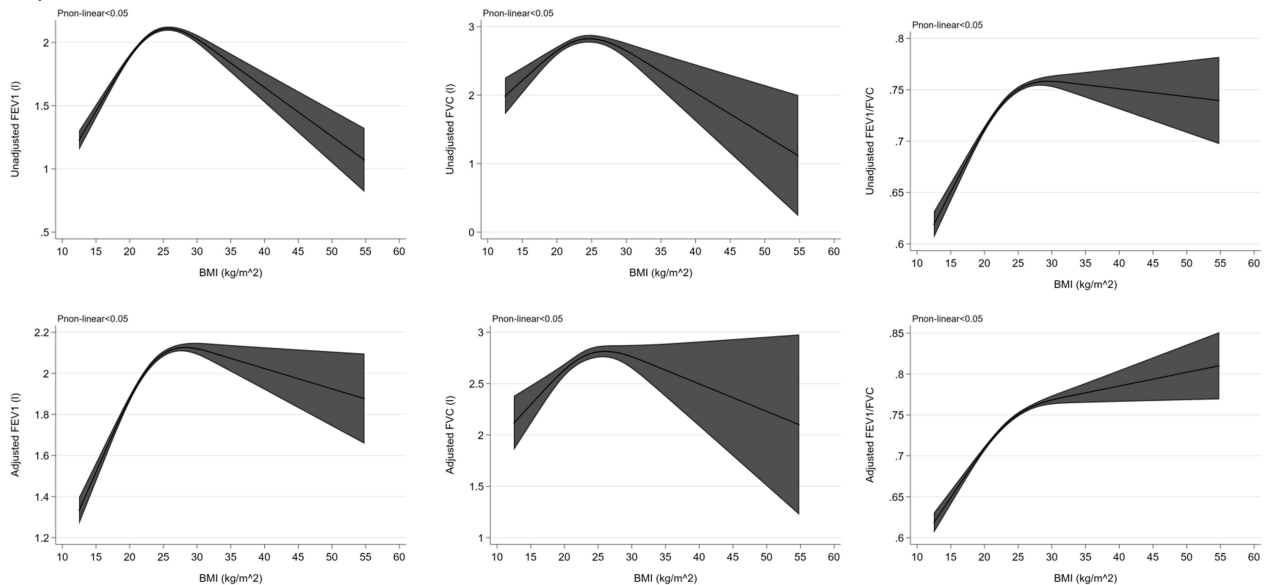 Pnon-linear<0.05
Unadjusted FEV1 (l)
2
1.5
1
.5
10 15 20 25 30 35 40 45 50 55 60
BMI (kg/m^2)
Pnon-linear<0.05
Unadjusted FVC (l)
3
2
1
0
10 15 20 25 30 35 40 45 50 55 60
BMI (kg/m^2)
Pnon-linear<0.05
Unadjusted FEV1/FVC
.8
.75
.7
.65
.6
10 15 20 25 30 35 40 45 50 55 60
BMI (kg/m^2)
Pnon-linear<0.05
Adjusted FEV1 (l)
2.2
2
1.8
1.6
1.4
1.2
10 15 20 25 30 35 40 45 50 55 60
BMI (kg/m^2)
Pnon-linear<0.05
Adjusted FVC (l)
3
2.5
2
1.5
1
10 15 20 25 30 35 40 45 50 55 60
BMI (kg/m^2)
Pnon-linear<0.05
Adjusted FEV1/FVC
.85
.8
.75
.7
.65
.6
10 15 20 25 30 35 40 45 50 55 60
BMI (kg/m^2)